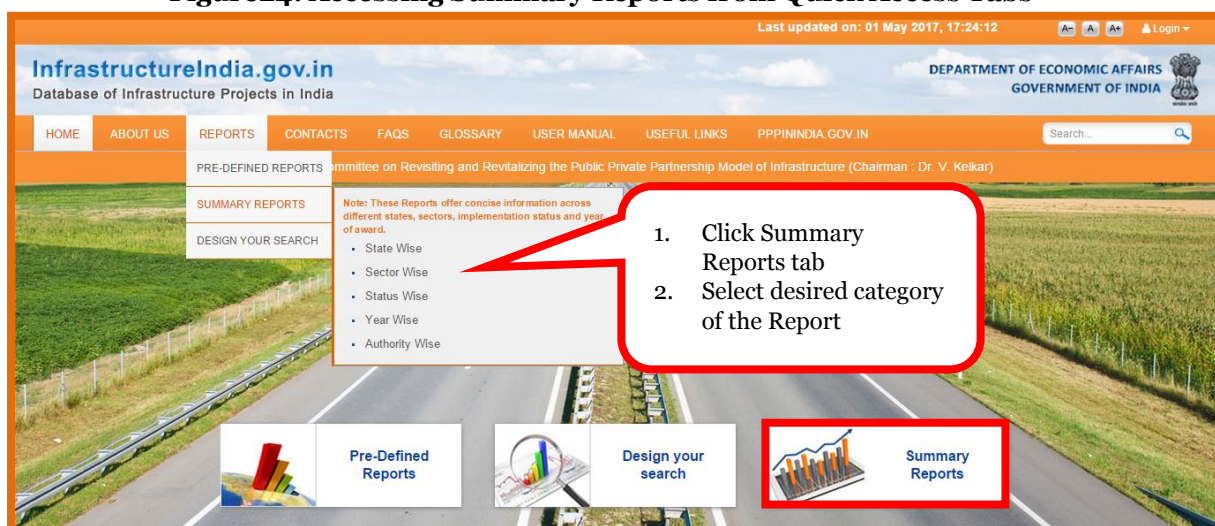 Figure24. Accessing Summary Reports from Quick Access Tabs
Last updated on: 01 May 2017, 17:24:12 A- A A+ Login
InfrastructureIndia.gov.in
Database of Infrastructure Projects in India
DEPARTMENT OF ECONOMIC AFFAIRS
GOVERNMENT OF INDIA
HOME ABOUT US REPORTS CONTACTS FAQS GLOSSARY USER MANUAL USEFUL LINKS PPPININDIA.GOV.IN Search...
PRE-DEFINED REPORTS
mmittee on Revisiting and Revitalizing the Public Private Partnership Model of Infrastructure (Chairman : Dr. V. Kelkar)
SUMMARY REPORTS
DESIGN YOUR SEARCH
Note: These Reports offer concise information across
different states, sectors, implementation status and year
of award.
State Wise
Sector Wise
Status Wise
Year Wise
Authority Wise
1. Click Summary
Reports tab
2. Select desired category
of the Report
Pre-Defined
Reports
Design your
search
Summary
Reports